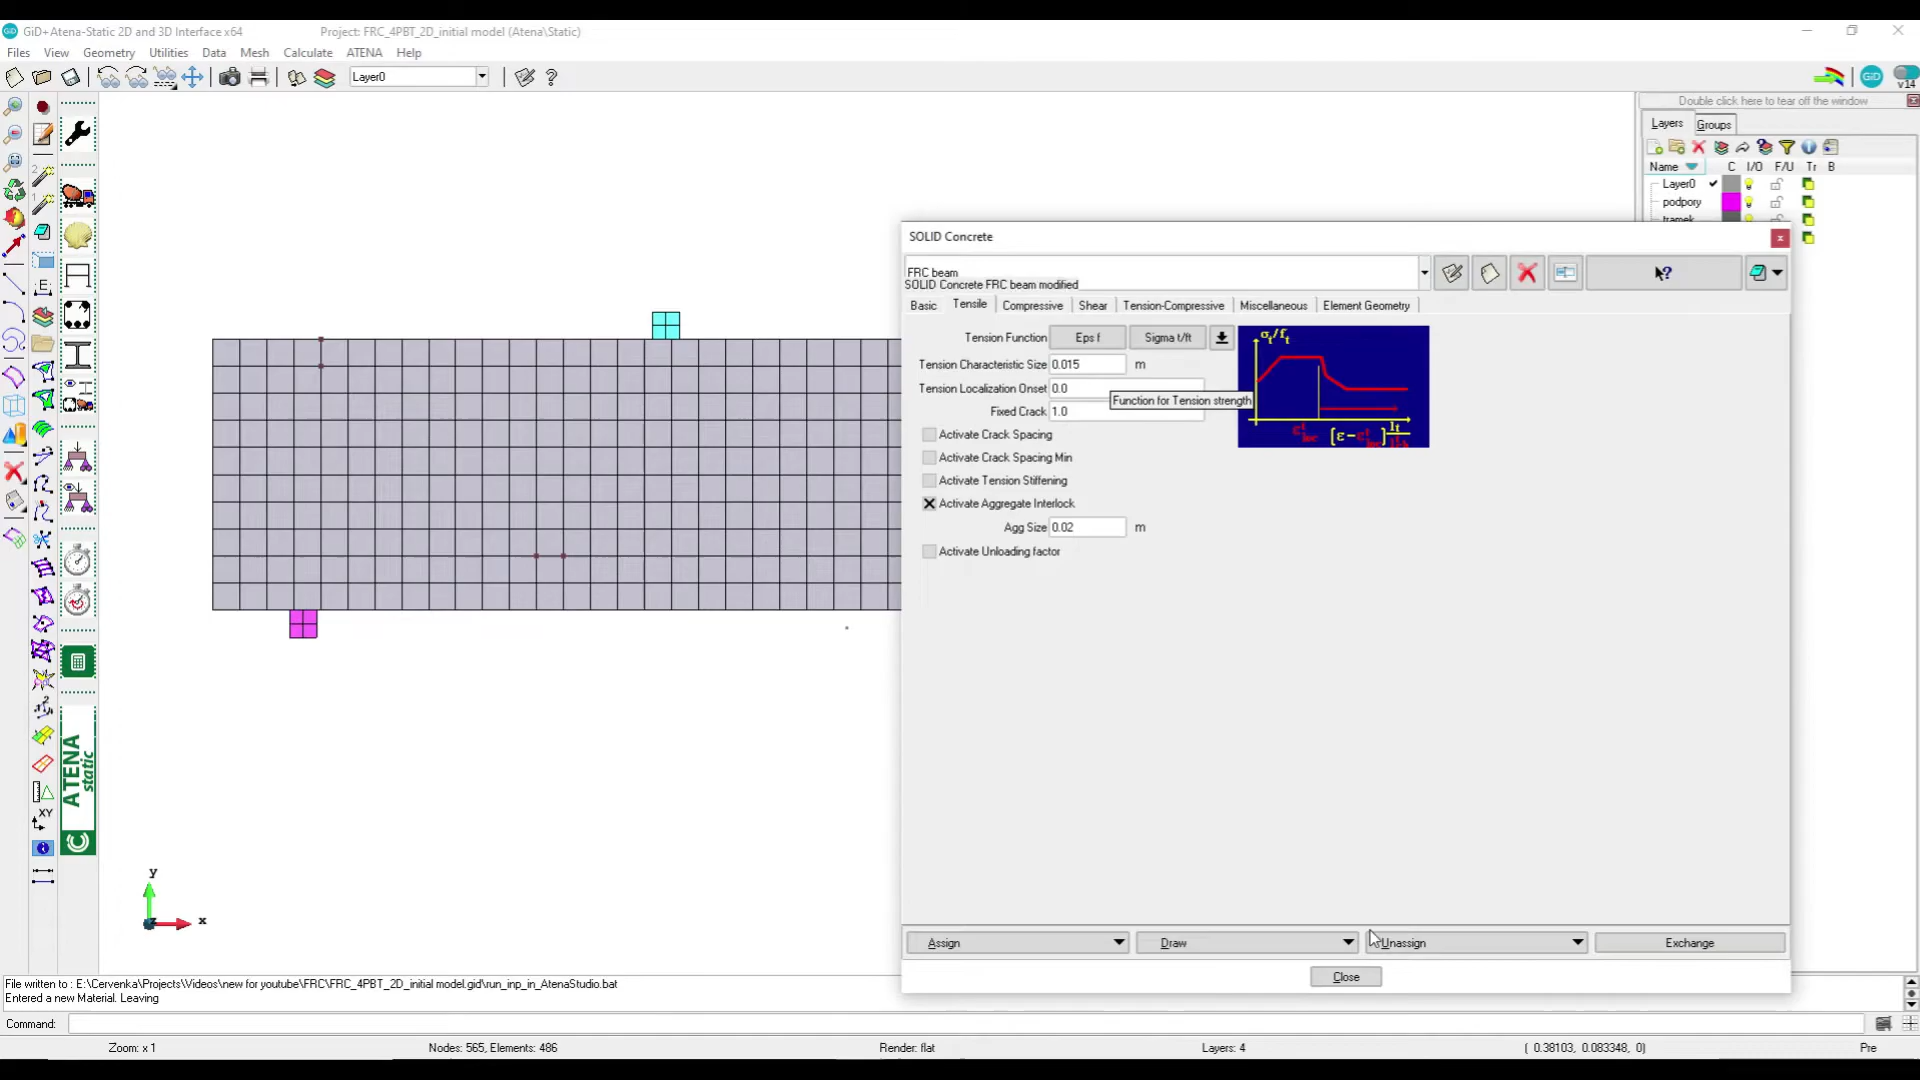 GiD+Atena-Static 2D and 3D Interface x64
Project: FRC_4PBT_2D_initial model (Atena\Static)
Files View Geometry Utilities Data Mesh Calculate ATENA Help
Layer0
GiD
v14
Double click here to tear off the window
Layers Groups
Name C I/O F/U Tr B
Layer0
podpory
SOLID Concrete
FRC beam
SOLID Concrete FRC beam modified
Basic Tensile Compressive Shear Tension-Compressive Miscellaneous Element Geometry
Tension Function Eps f Sigma t/ft
Tension Characteristic Size 0.015 m
Tension Localization Onset 0.0
Function for Tension strength
Fixed Crack 1.0
Activate Crack Spacing
Activate Crack Spacing Min
Activate Tension Stiffening
Activate Aggregate Interlock
Agg Size 0.02 m
Activate Unloading factor
ATENA
static
XY
y
x
Assign Draw Unassign Exchange
Close
File written to : E:\Cervenka\Projects\Videos\new for youtube\FRC\FRC_4PBT_2D_initial model.gid\run_inp_in_AtenaStudio.bat
Entered a new Material. Leaving
Command:
Zoom: x 1 Nodes: 565, Elements: 486 Render: flat Layers: 4 ( 0.38103, 0.083348, 0) Pre